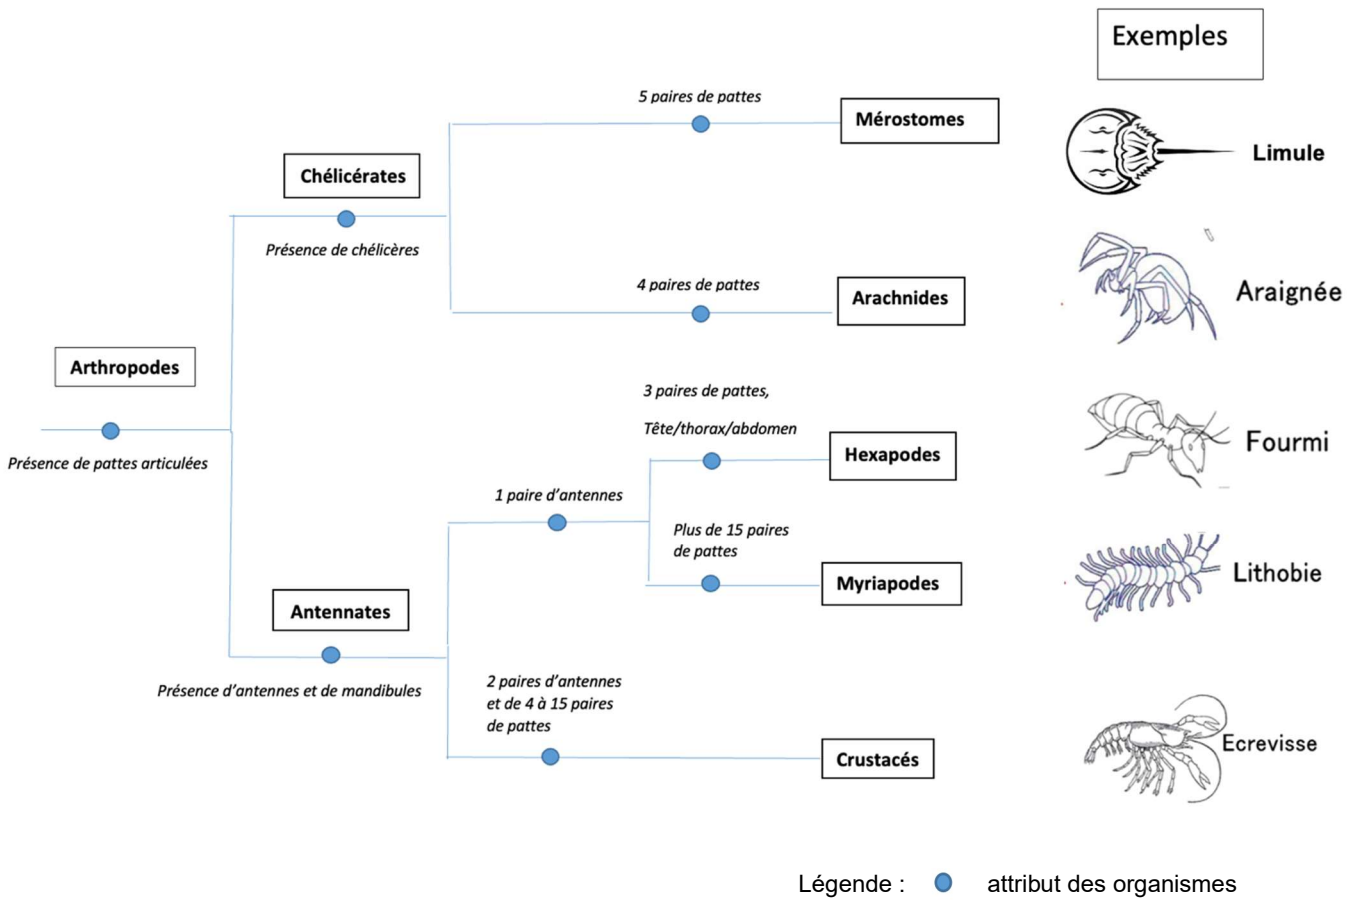 Exemples
5 paires de pattes
Mérostomes
Limule
Chélicérates
Présence de chélicères
4 paires de pattes
Arachnides
Araignée
Arthropodes
Présence de pattes articulées
3 paires de pattes,
Tête/thorax/abdomen
Hexapodes
Fourmi
1 paire d'antennes
Plus de 15 paires
de pattes
Myriapodes
Lithobie
Antennates
Présence d'antennes et de mandibules
2 paires d'antennes
et de 4 à 15 paires
de pattes
Crustacés
Ecrevisse
Légende : attribut des organismes